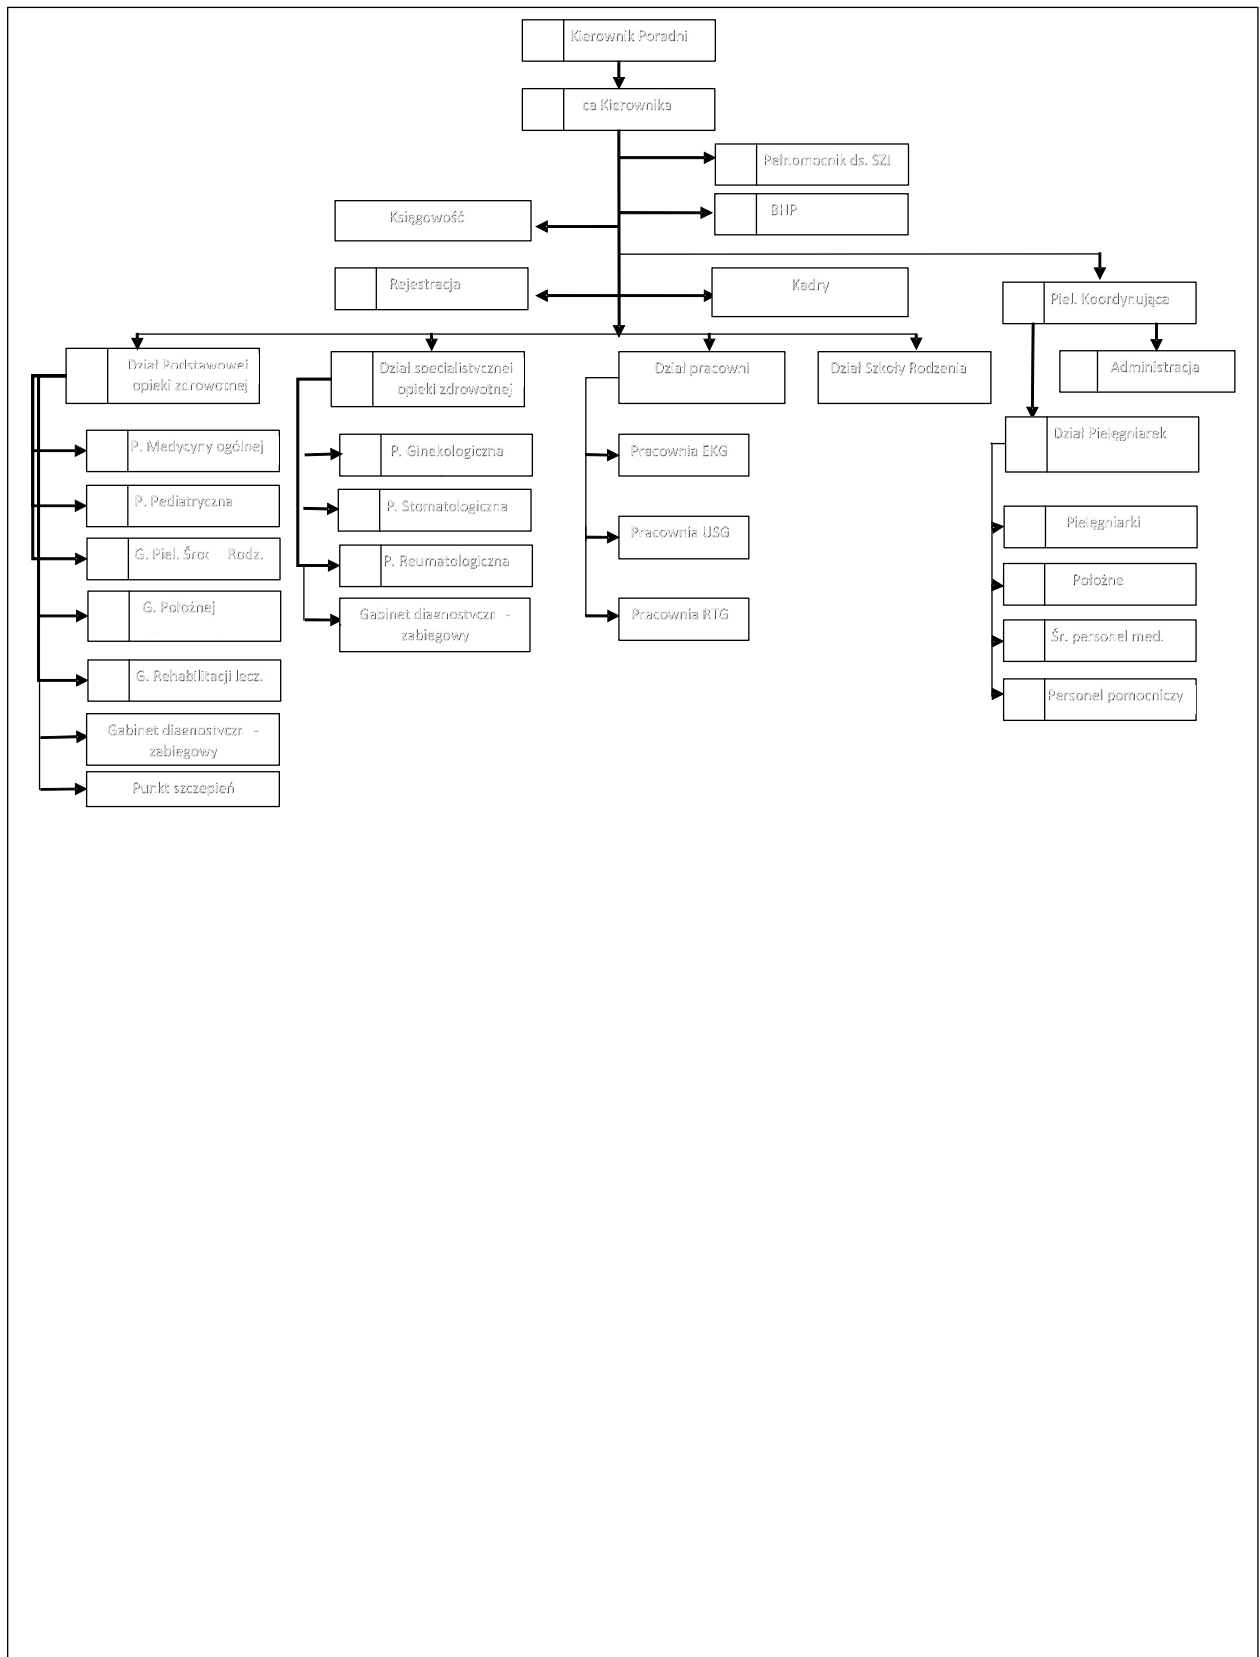 Kierownik Poradni
ca Kierownika
Pełnomocnik ds. SZJ
Księgowość
BHP
Rejestracja
Kadry
Piel. Koordynująca
Dział Podstawowej
opieki zdrowotnej
Dział specjalistycznej
opieki zdrowotnej
Dział pracowni
Dział Szkoły Rodzenia
Administracja
Dział Pielęgniarek
P. Medycyny ogólnej
P. Pediatryczna
G. Piel. Środ Rodz.
G. Położnej
G. Rehabilitacji lecz.
Gabinet diagnostyczn -
zabiegowy
Punkt szczepień
P. Ginekologiczna
P. Stomatologiczna
P. Reumatologiczna
Gabinet diagnostyczn -
zabiegowy
Pracownia EKG
Pracownia USG
Pracownia RTG
Pielęgniarki
Położne
Śr. personel med.
Personel pomocniczy